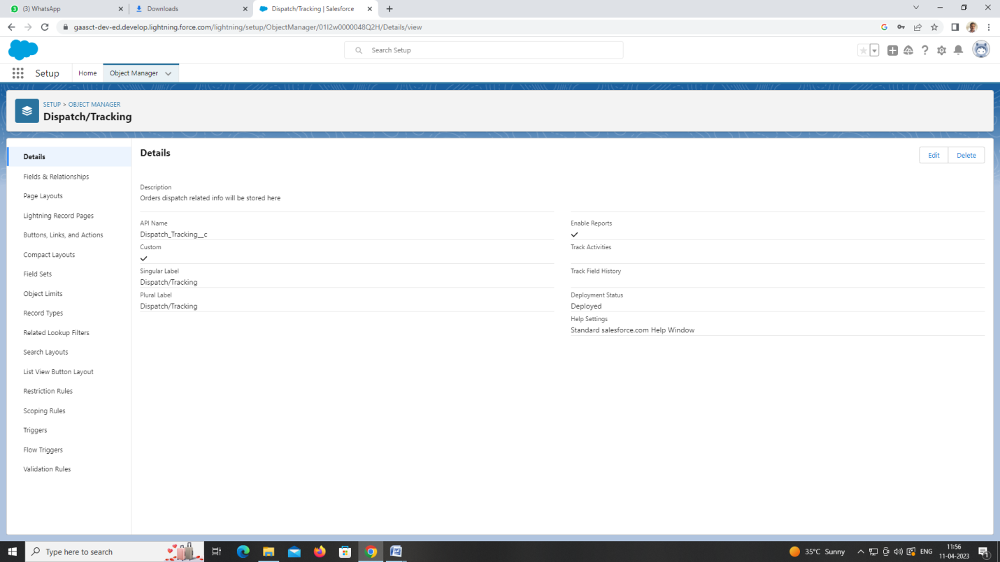 (3) WhatsApp
Downloads
Dispatch/Tracking | Salesforce
gaasct-dev-ed.develop.lightning.force.com/lightning/setup/ObjectManager/01I2w0000048Q2H/Details/view
Search Setup
Setup
Home
Object Manager
SETUP > OBJECT MANAGER
Dispatch/Tracking
Details
Fields & Relationships
Page Layouts
Lightning Record Pages
Buttons, Links, and Actions
Compact Layouts
Field Sets
Object Limits
Record Types
Related Lookup Filters
Search Layouts
List View Button Layout
Restriction Rules
Scoping Rules
Triggers
Flow Triggers
Validation Rules
Details
Edit
Delete
Description
Orders dispatch related info will be stored here
API Name
Dispatch_Tracking__c
Custom
Singular Label
Dispatch/Tracking
Plural Label
Dispatch/Tracking
Enable Reports
Track Activities
Track Field History
Deployment Status
Deployed
Help Settings
Standard salesforce.com Help Window
Type here to search
35°C Sunny
ENG
11:56
11-04-2023
1